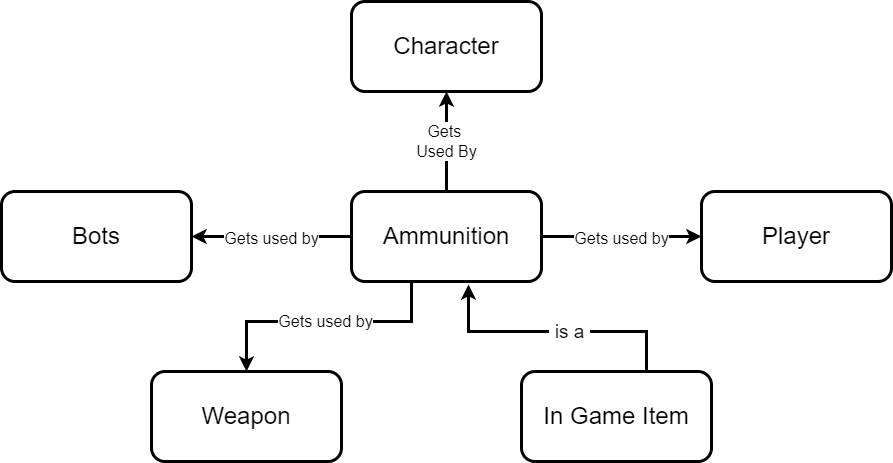 Character
Gets
Used By
Bots
Gets used by
Ammunition
Gets used by
Player
Gets used by
is a
Weapon
In Game Item